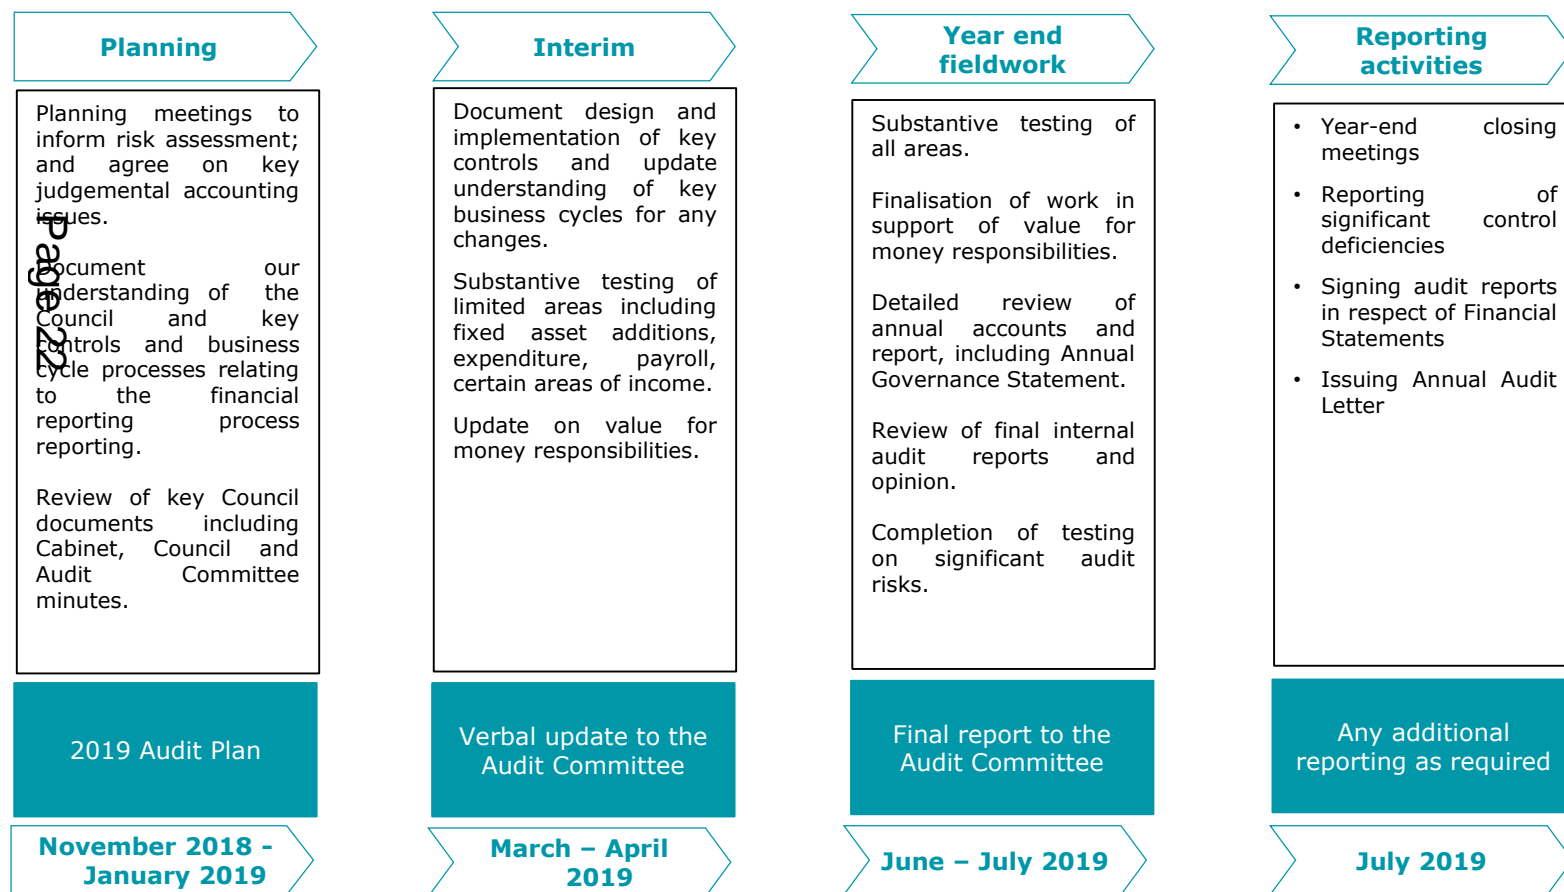 Planning
Planning meetings to
inform risk assessment;
and agree on key
judgemental accounting
issues.
Document our
understanding of the
Council and key
controls and business
cycle processes relating
to the financial
reporting process
reporting.
Review of key Council
documents including
Cabinet, Council and
Audit Committee
minutes.
2019 Audit Plan
November 2018 -
January 2019
Page 22
Interim
Document design and
implementation of key
controls and update
understanding of key
business cycles for any
changes.
Substantive testing of
limited areas including
fixed asset additions,
expenditure, payroll,
certain areas of income.
Update on value for
money responsibilities.
Verbal update to the
Audit Committee
March – April
2019
Year end
fieldwork
Substantive testing of
all areas.
Finalisation of work in
support of value for
money responsibilities.
Detailed review of
annual accounts and
report, including Annual
Governance Statement.
Review of final internal
audit reports and
opinion.
Completion of testing
on significant audit
risks.
Final report to the
Audit Committee
June – July 2019
Reporting
activities
• Year-end closing
meetings
• Reporting of
significant control
deficiencies
• Signing audit reports
in respect of Financial
Statements
• Issuing Annual Audit
Letter
Any additional
reporting as required
July 2019